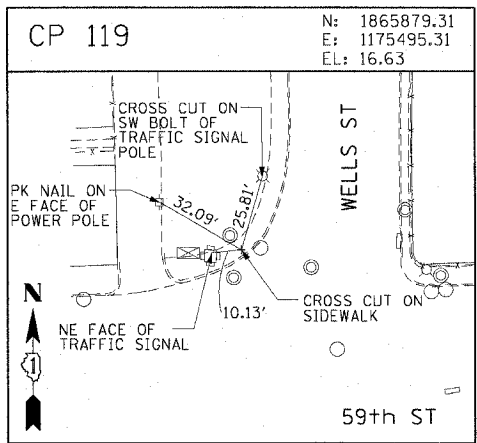 CP 119
N: 1865879.31
E: 1175495.31
EL: 16.63
CROSS CUT ON
SW BOLT OF
TRAFFIC SIGNAL
POLE
WELLS ST
PK NAIL ON
E FACE OF
POWER POLE
32.09'
25.81'
10.13'
CROSS CUT ON
SIDEWALK
NE FACE OF
TRAFFIC SIGNAL
N
1
59th ST